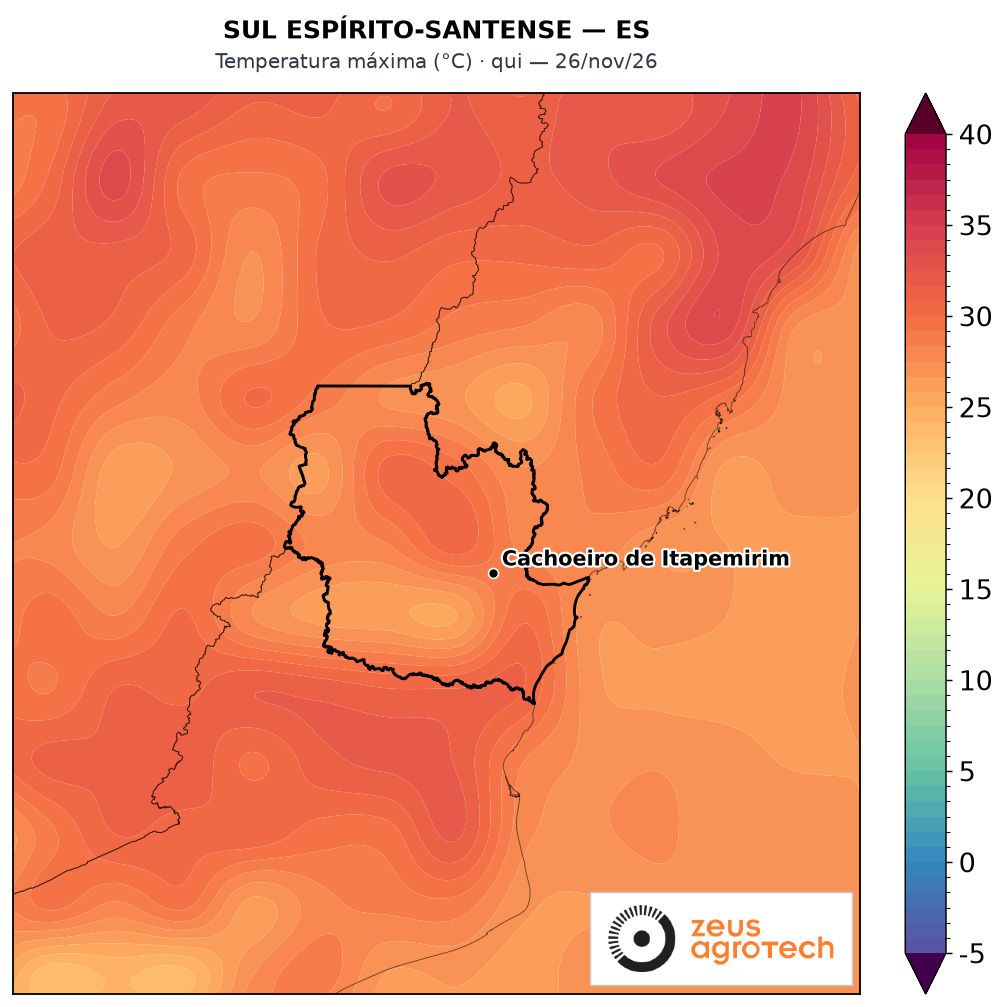 SUL ESPÍRITO-SANTENSE — ES
Temperatura máxima (°C) · qui — 26/nov/26
40
35
30
25
20
15
10
5
0
-5
Cachoeiro de Itapemirim
zeus
agrotech